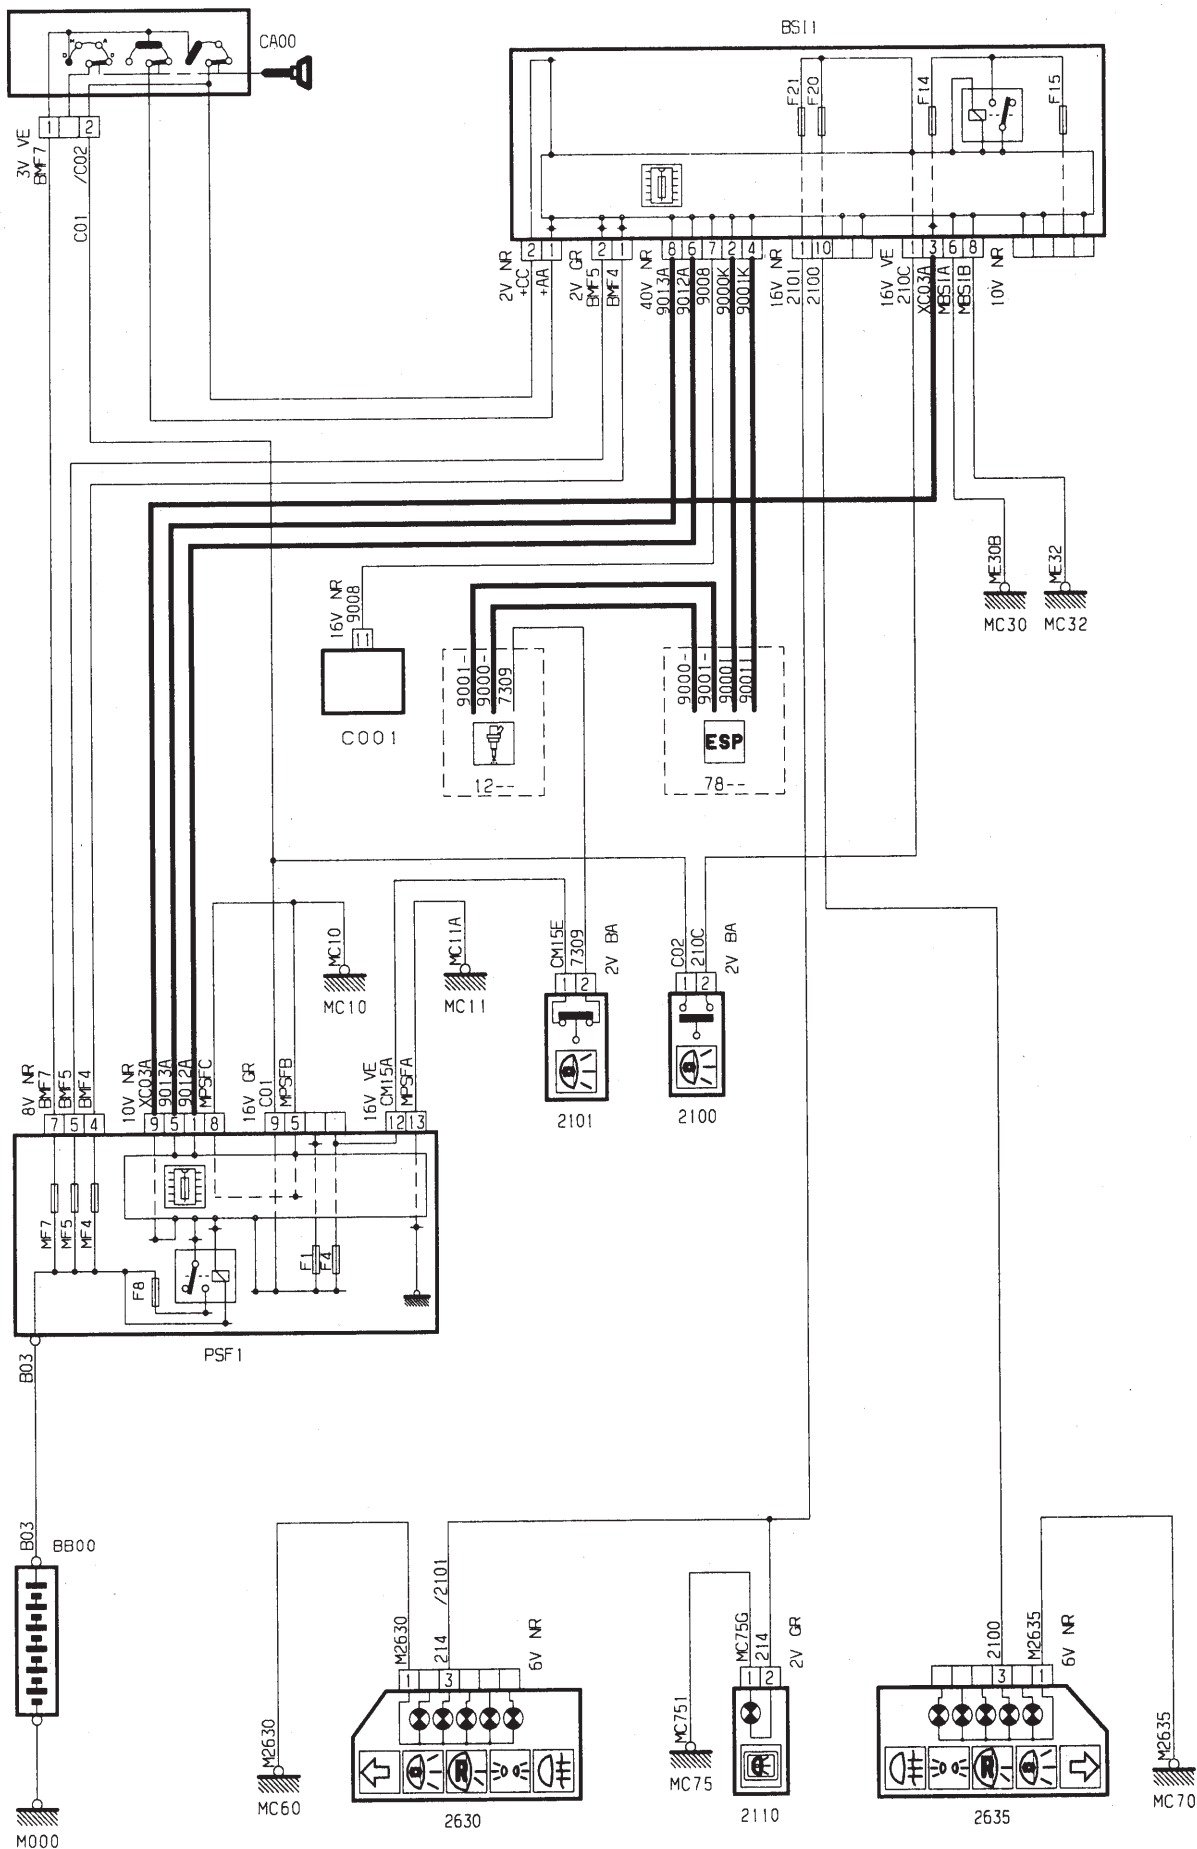 CA00
BSI1
1
2
3V VE
BMF7
/C02
C01
F21
F20
F14
F15
2
1
2
1
8
6
7
2
4
1
10
1
3
6
8
2V NR
+CC
+AA
2V GR
BMF5
BMF4
40V NR
9013A
9012A
9008
9000K
9001K
16V NR
2101
2100
16V VE
210C
XC03A
MBSIA
MBSIB
10V NR
ME30B
ME32
MC30
MC32
16V NR
9008
11
C001
9001-
9000-
7309
12--
9000-
9001-
9000I
9001I
ESP
78--
MC10
MC10
MC11A
MC11
CM15E
7309
2V BA
1
2
2101
C02
210C
2V BA
1
2
2100
8V NR
BMF7
BMF5
BMF4
10V NR
XC03A
9013A
9012A
MPSFC
16V GR
C01
MPSFB
16V VE
CM15A
MPSFA
7
5
4
9
5
1
8
9
5
12
13
MF7
MF5
MF4
F8
F1
F4
PSF1
B03
B03
BB00
M000
M2630
MC60
M2630
214
/2101
6V NR
1
3
R
2630
MC751
MC75
MC75G
214
2V GR
1
2
2110
2100
M2635
6V NR
3
1
R
2635
M2635
MC70